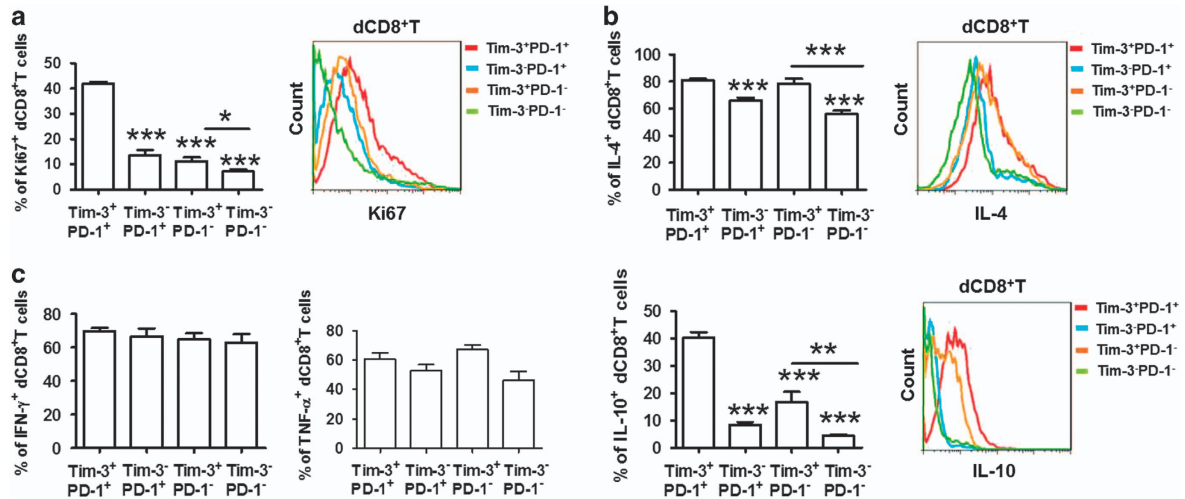 a
% of Ki67⁺ dCD8⁺T cells
50
40
30
20
10
0
***
***
*
***
Tim-3⁺ Tim-3⁻ Tim-3⁺ Tim-3⁻
PD-1⁺ PD-1⁺ PD-1⁻ PD-1⁻
dCD8⁺T
Count
Ki67
Tim-3⁺PD-1⁺
Tim-3⁻PD-1⁺
Tim-3⁺PD-1⁻
Tim-3⁻PD-1⁻
b
% of IL-4⁺ dCD8⁺T cells
100
80
60
40
20
0
***
***
***
Tim-3⁺ Tim-3⁻ Tim-3⁺ Tim-3⁻
PD-1⁺ PD-1⁺ PD-1⁻ PD-1⁻
dCD8⁺T
Count
IL-4
Tim-3⁺PD-1⁺
Tim-3⁻PD-1⁺
Tim-3⁺PD-1⁻
Tim-3⁻PD-1⁻
c
% of IFN-γ⁺ dCD8⁺T cells
80
60
40
20
0
Tim-3⁺ Tim-3⁻ Tim-3⁺ Tim-3⁻
PD-1⁺ PD-1⁺ PD-1⁻ PD-1⁻
% of TNF-α⁺ dCD8⁺T cells
80
60
40
20
0
Tim-3⁺ Tim-3⁻ Tim-3⁺ Tim-3⁻
PD-1⁺ PD-1⁺ PD-1⁻ PD-1⁻
% of IL-10⁺ dCD8⁺T cells
50
40
30
20
10
0
***
***
**
***
Tim-3⁺ Tim-3⁻ Tim-3⁺ Tim-3⁻
PD-1⁺ PD-1⁺ PD-1⁻ PD-1⁻
dCD8⁺T
Count
IL-10
Tim-3⁺PD-1⁺
Tim-3⁻PD-1⁺
Tim-3⁺PD-1⁻
Tim-3⁻PD-1⁻